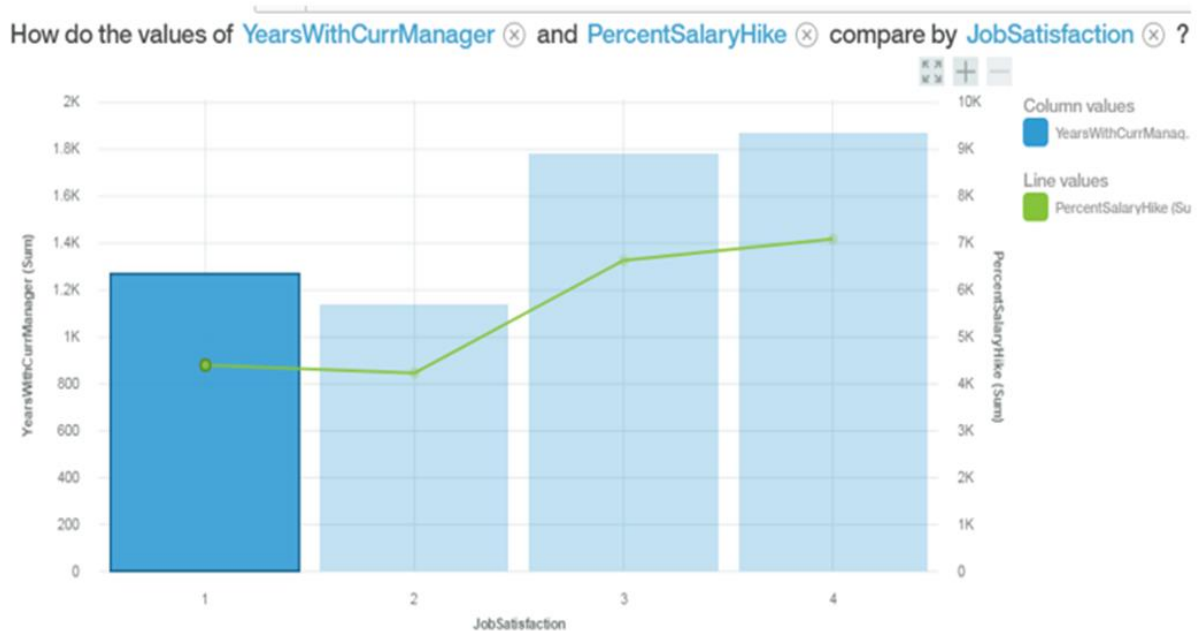 How do the values of YearsWithCurrManager ⊗ and PercentSalaryHike ⊗ compare by JobSatisfaction ⊗ ?
Column values
YearsWithCurrManag.
Line values
PercentSalaryHike (Su
YearsWithCurrManager (Sum)
2K
1.8K
1.6K
1.4K
1.2K
1K
800
600
400
200
0
10K
9K
8K
7K
6K
5K
4K
3K
2K
1K
0
PercentSalaryHike (Sum)
1 2 3 4
JobSatisfaction